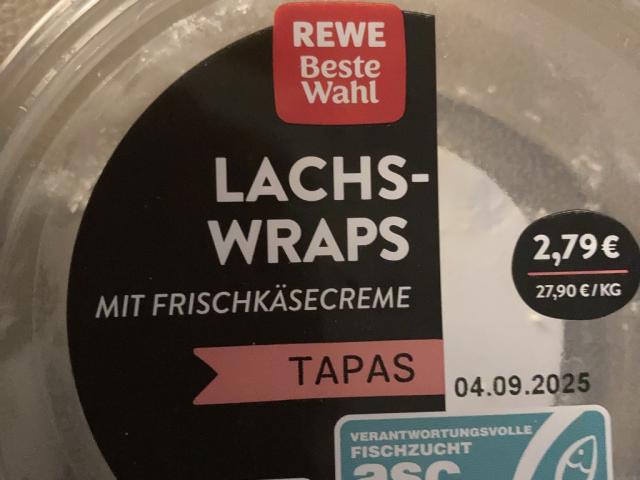 REWE
Beste
Wahl
LACHS-
WRAPS
MIT FRISCHKÄSECREME
TAPAS
2,79 €
27,90 €/KG
04.09.2025
VERANTWORTUNGSVOLLE
FISCHZUCHT
asc